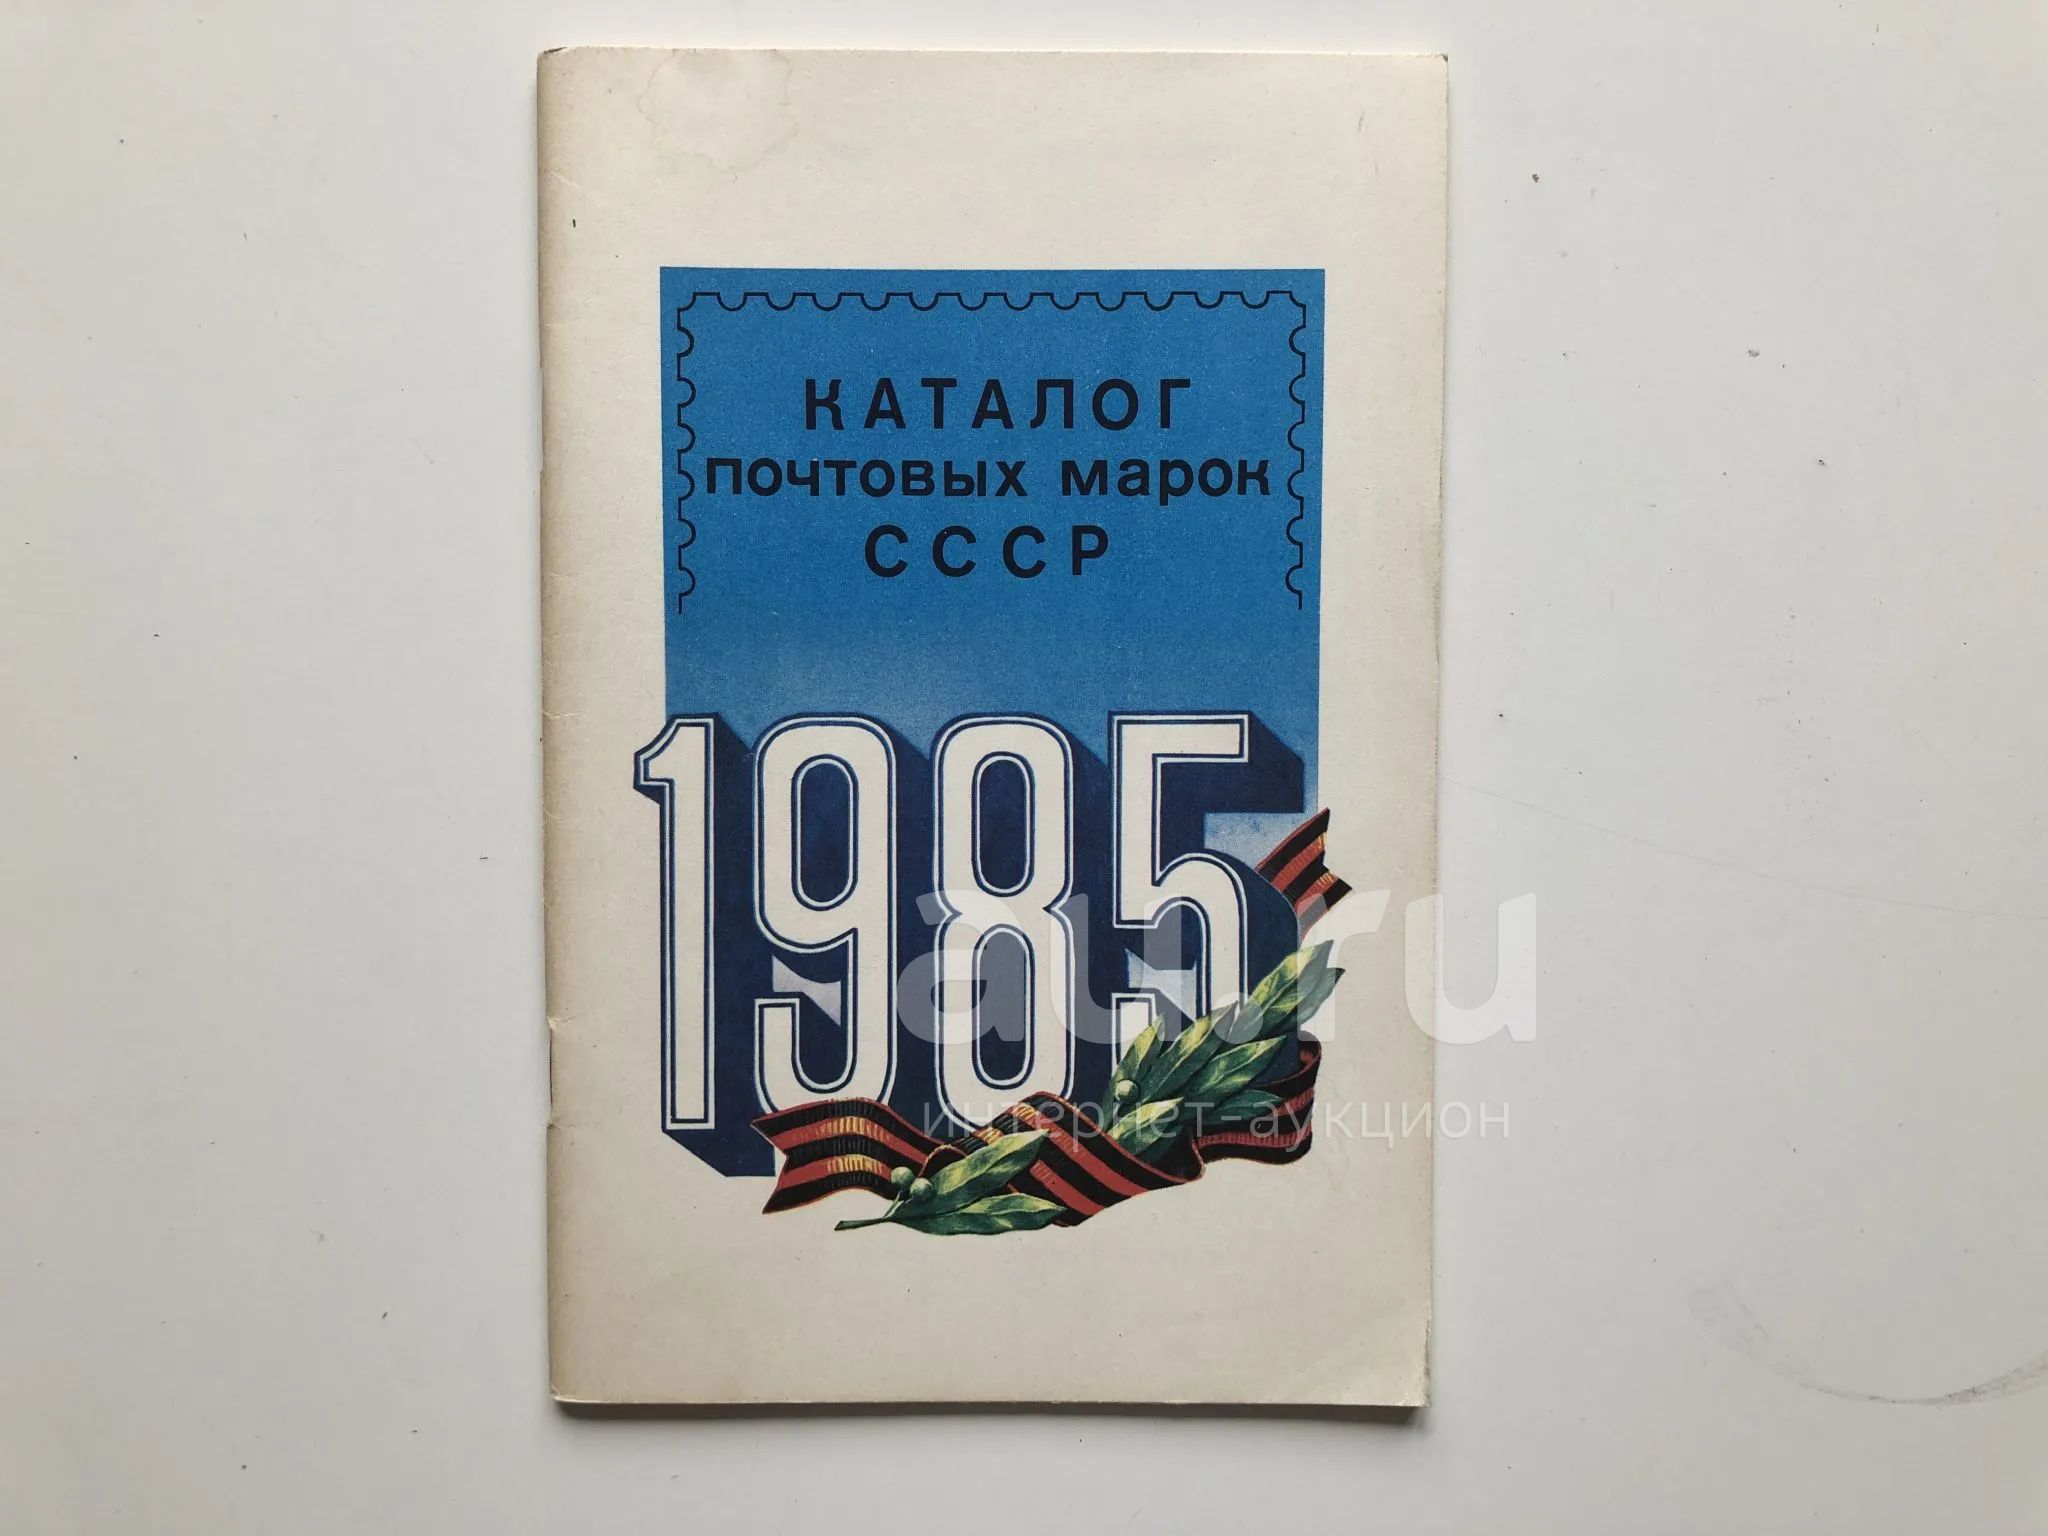 КАТАЛОГ
почтовых марок
СССР
1985
au.ru
интернет-аукцион